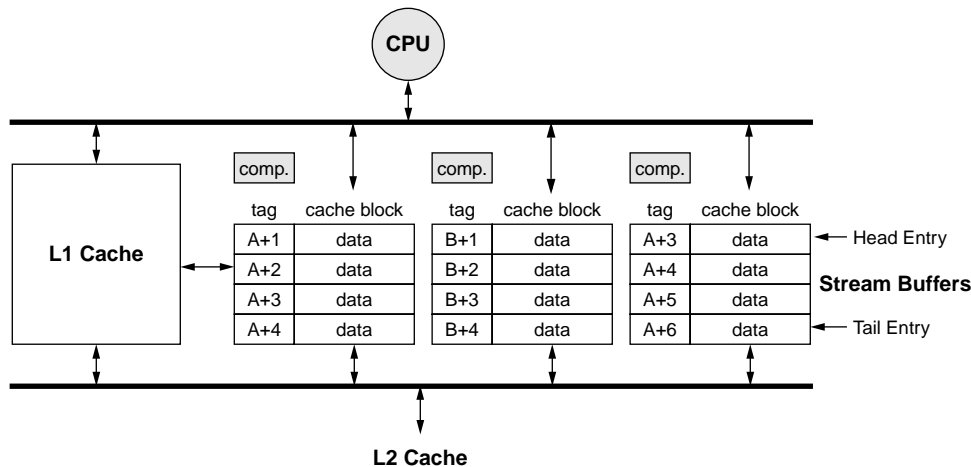 CPU
comp. comp. comp.
tag cache block tag cache block tag cache block
L1 Cache
A+1 data B+1 data A+3 data
Head Entry
A+2 data B+2 data A+4 data
Stream Buffers
A+3 data B+3 data A+5 data
A+4 data B+4 data A+6 data
Tail Entry
L2 Cache